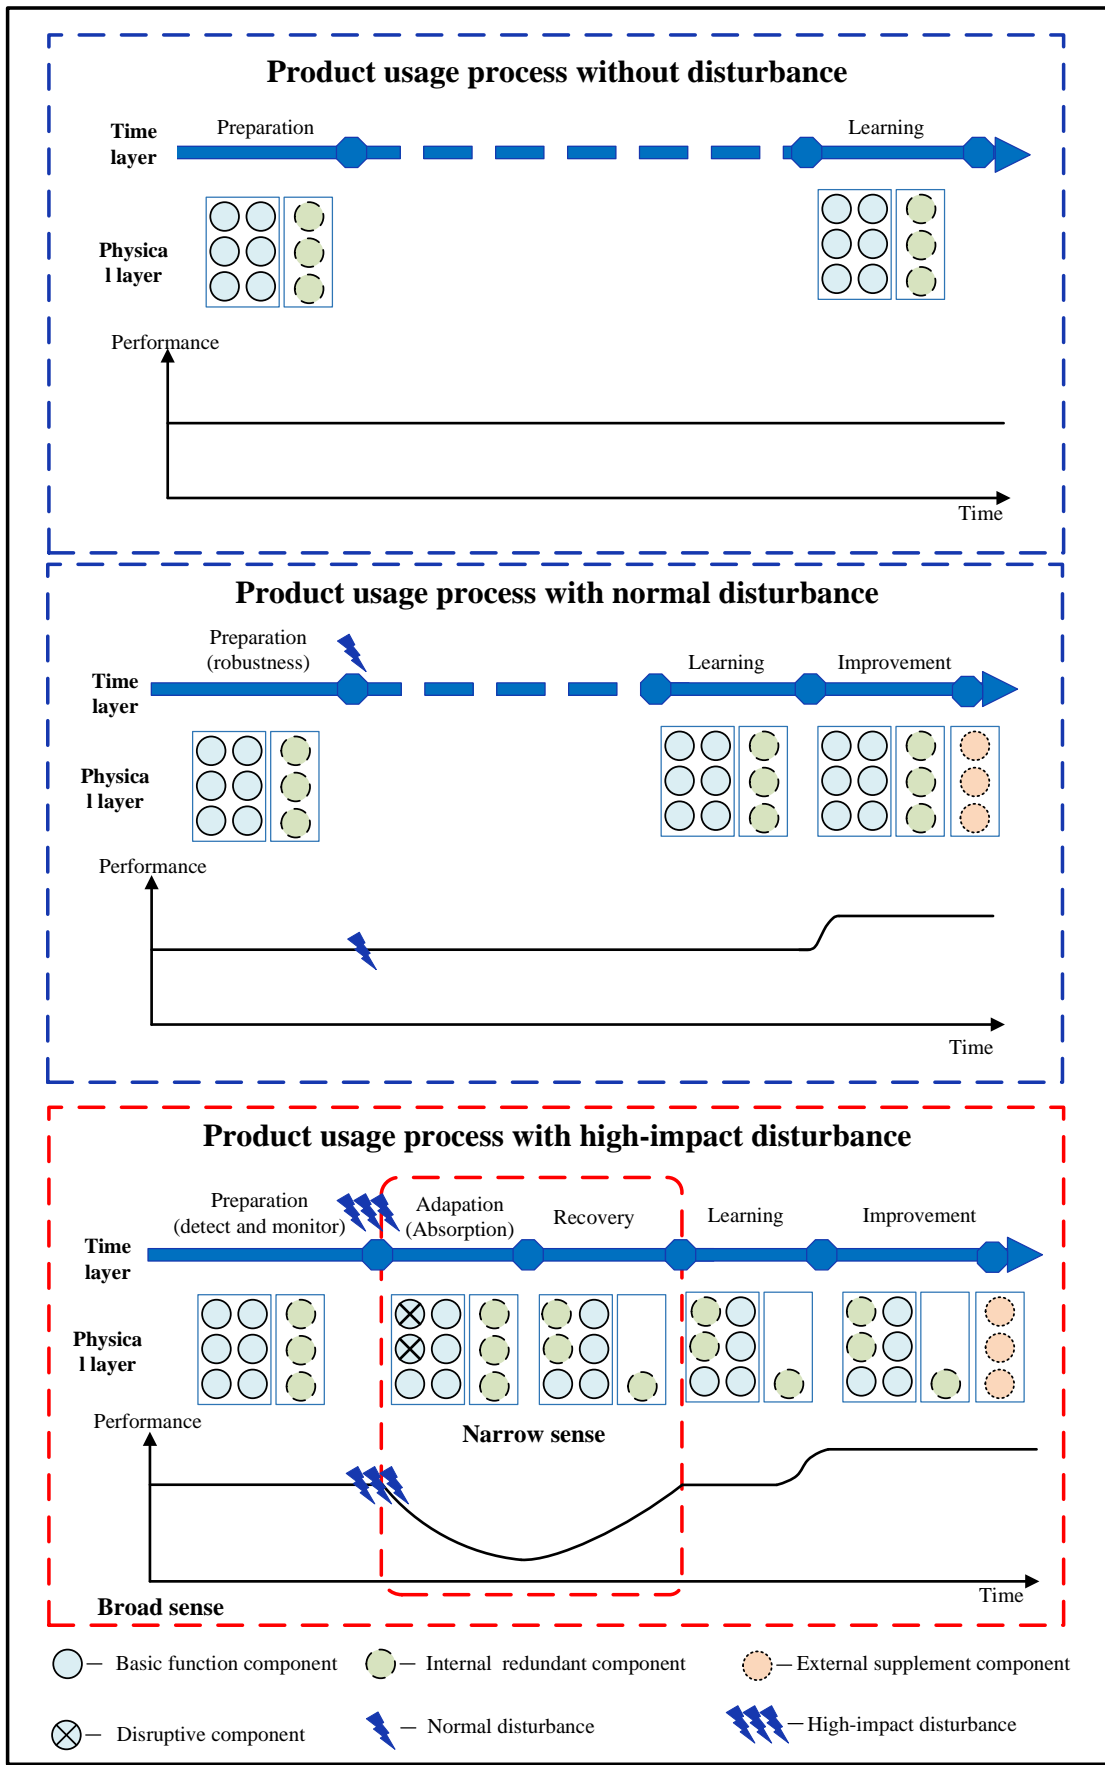 Product usage process without disturbance
Time
layer
Preparation
Learning
Physica
l layer
Performance
Time
Product usage process with normal disturbance
Preparation
(robustness)
Learning
Improvement
Time
layer
Physica
l layer
Performance
Time
Product usage process with high-impact disturbance
Preparation
(detect and monitor)
Adapation
(Absorption)
Recovery
Learning
Improvement
Time
layer
Physica
l layer
Performance
Narrow sense
Time
Broad sense
Basic function component
Internal redundant component
External supplement component
Disruptive component
Normal disturbance
High-impact disturbance